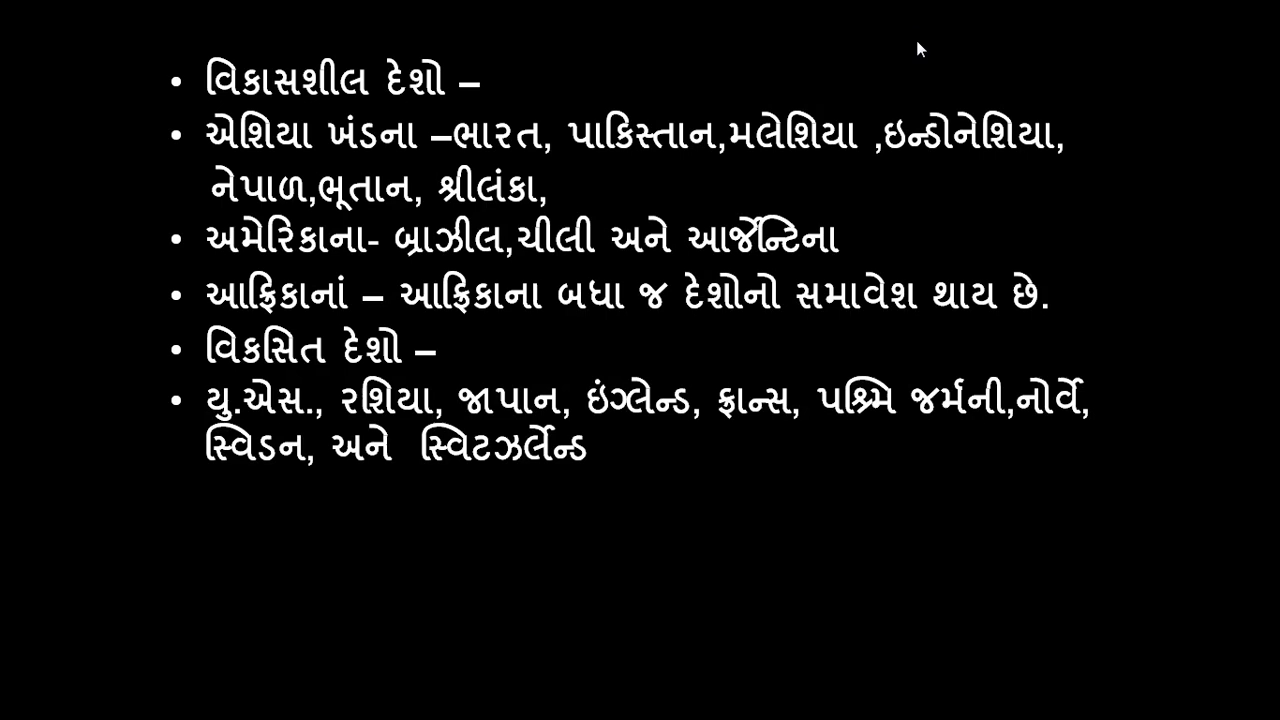 • વિકાસશીલ દેશો –
• એશિયા ખંડના –ભારત, પાકિસ્તાન,મલેશિયા ,ઇન્ડોનેશિયા,
નેપાળ,ભૂતાન, શ્રીલંકા,
• અમેરિકાના- બ્રાઝીલ,ચીલી અને આર્જેન્ટિના
• આફ્રિકાનાં – આફ્રિકાના બધા જ દેશોનો સમાવેશ થાય છે.
• વિકસિત દેશો –
• યુ.એસ., રશિયા, જાપાન, ઇંગ્લેન્ડ, ફ્રાન્સ, પશ્ર્મિ જર્મની,નોર્વે,
સ્વિડન, અને સ્વિટઝર્લેન્ડ